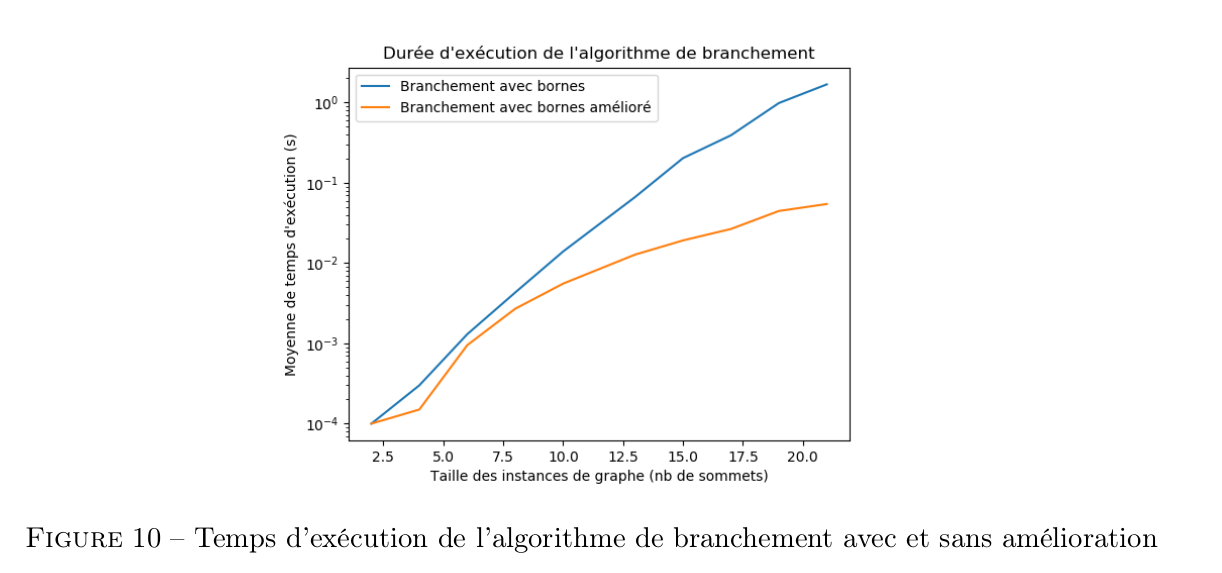 Durée d'exécution de l'algorithme de branchement
Branchement avec bornes
Branchement avec bornes amélioré
Moyenne de temps d'exécution (s)
10⁰
10⁻¹
10⁻²
10⁻³
10⁻⁴
2.5 5.0 7.5 10.0 12.5 15.0 17.5 20.0
Taille des instances de graphe (nb de sommets)
FIGURE 10 – Temps d'exécution de l'algorithme de branchement avec et sans amélioration